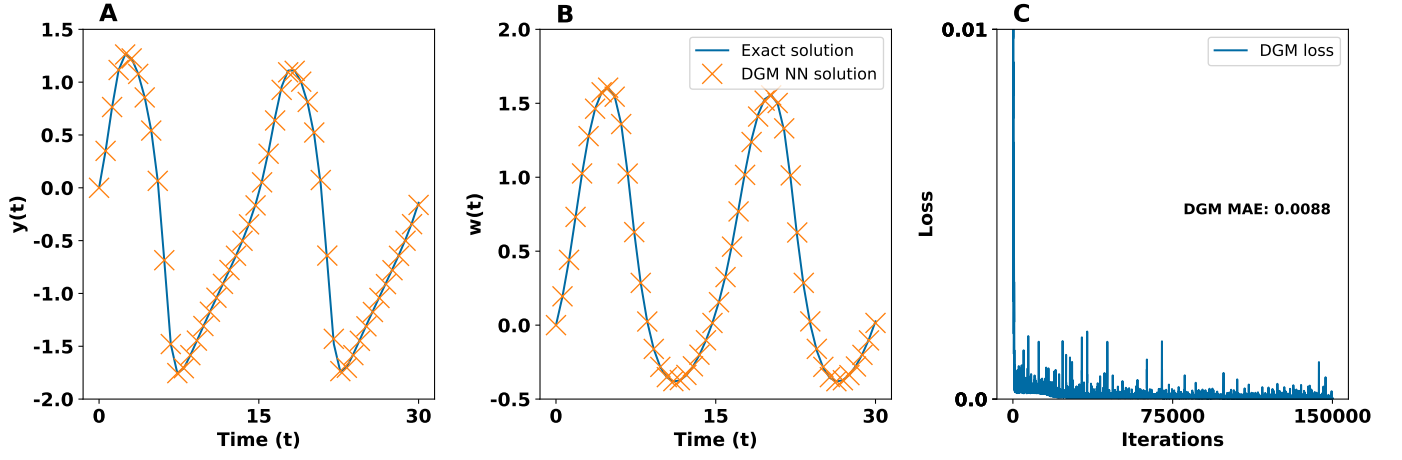 A
1.5
1.0
0.5
0.0
-0.5
-1.0
-1.5
-2.0
y(t)
0
15
30
Time (t)
B
2.0
1.5
1.0
0.5
0.0
-0.5
w(t)
Exact solution
DGM NN solution
0
15
30
Time (t)
C
0.01
0.0
Loss
DGM loss
DGM MAE: 0.0088
0
75000
150000
Iterations